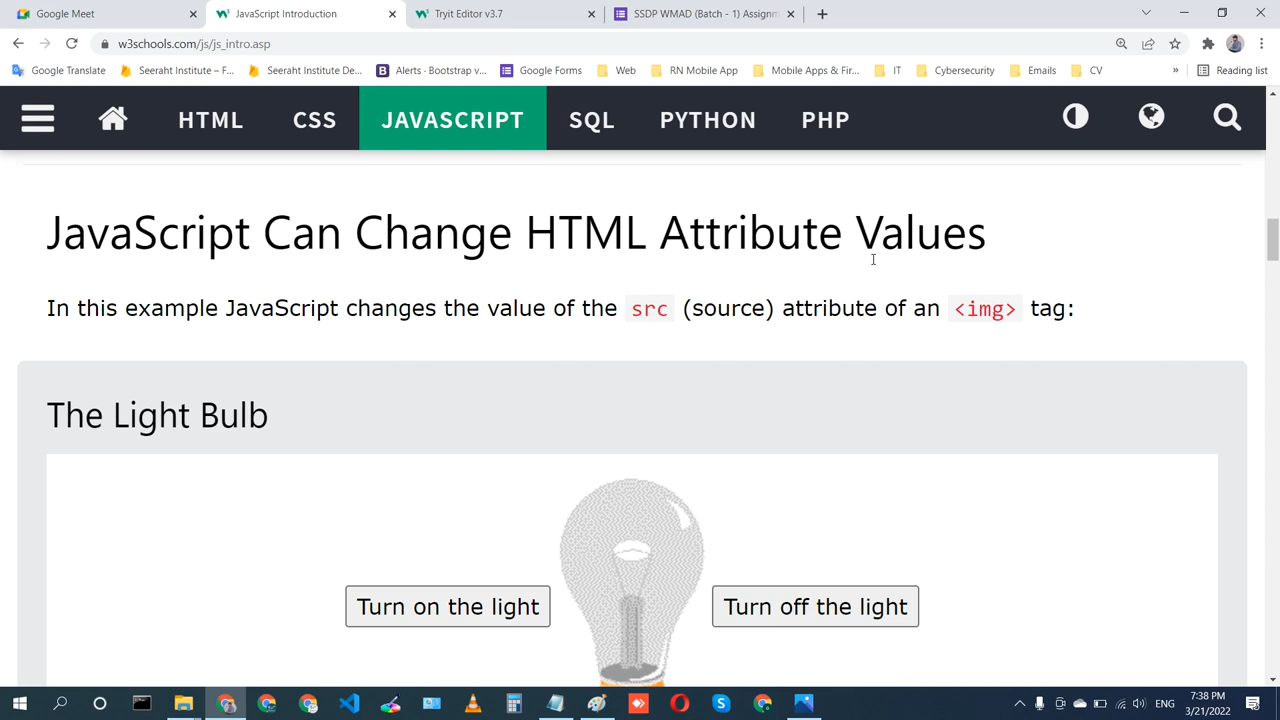 Google Meet
JavaScript Introduction
Tryit Editor v3.7
SSDP WMAD (Batch - 1) Assignm
w3schools.com/js/js_intro.asp
Google Translate
Seeraht Institute – F...
Seeraht Institute De...
Alerts · Bootstrap v...
Google Forms
Web
RN Mobile App
Mobile Apps & Fir...
IT
Cybersecurity
Emails
CV
»
Reading list
HTML
CSS
JAVASCRIPT
SQL
PYTHON
PHP
JavaScript Can Change HTML Attribute Values
In this example JavaScript changes the value of the src (source) attribute of an <img> tag:
The Light Bulb
Turn on the light
Turn off the light
ENG
7:38 PM
3/21/2022